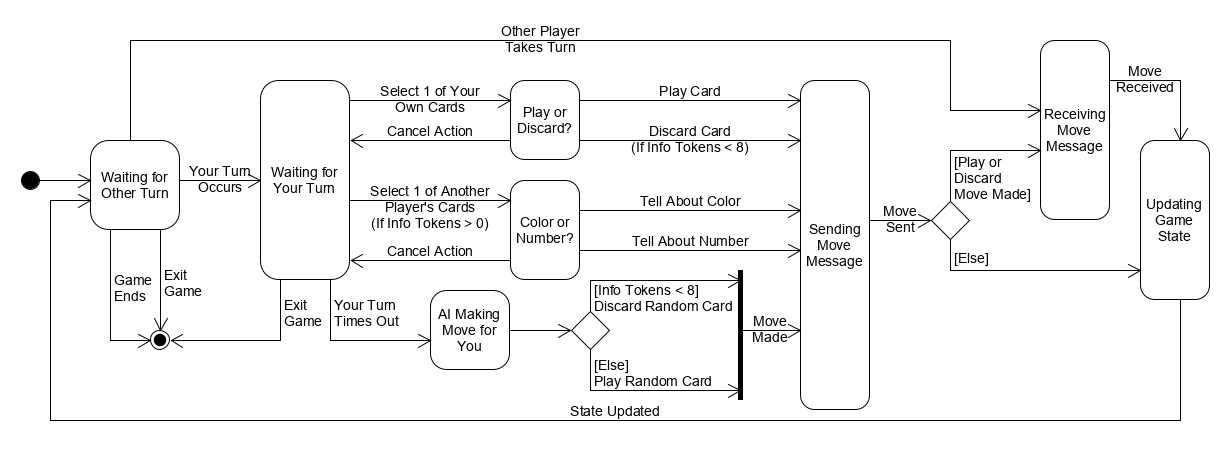 Other Player
Takes Turn
Waiting for
Other Turn
Your Turn
Occurs
Game
Ends
Exit
Game
Waiting for
Your Turn
Select 1 of Your
Own Cards
Cancel Action
Play or
Discard?
Play Card
Discard Card
(If Info Tokens < 8)
Select 1 of Another
Player's Cards
(If Info Tokens > 0)
Cancel Action
Color or
Number?
Tell About Color
Tell About Number
Exit
Game
Your Turn
Times Out
AI Making
Move for
You
[Info Tokens < 8]
Discard Random Card
[Else]
Play Random Card
Move
Made
Sending
Move
Message
Move
Sent
[Play or
Discard
Move Made]
[Else]
Receiving
Move
Message
Move
Received
Updating
Game
State
State Updated